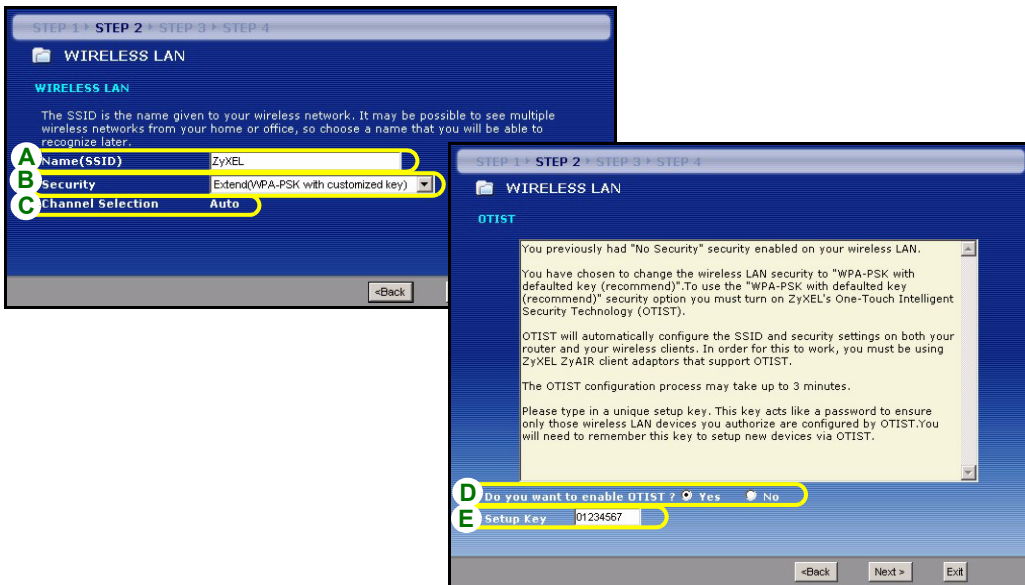 STEP 1 STEP 2 STEP 3 STEP 4
WIRELESS LAN
WIRELESS LAN
The SSID is the name given to your wireless network. It may be possible to see multiple
wireless networks from your home or office, so choose a name that you will be able to
recognize later.
A Name(SSID) ZyXEL
B Security Extend(WPA-PSK with customized key)
C Channel Selection Auto
<Back
STEP 1 STEP 2 STEP 3 STEP 4
WIRELESS LAN
OTIST
You previously had "No Security" security enabled on your wireless LAN.
You have chosen to change the wireless LAN security to "WPA-PSK with
defaulted key (recommend)".To use the "WPA-PSK with defaulted key
(recommend)" security option you must turn on ZyXEL's One-Touch Intelligent
Security Technology (OTIST).
OTIST will automatically configure the SSID and security settings on both your
router and your wireless clients. In order for this to work, you must be using
ZyXEL ZyAIR client adaptors that support OTIST.
The OTIST configuration process may take up to 3 minutes.
Please type in a unique setup key. This key acts like a password to ensure
only those wireless LAN devices you authorize are configured by OTIST.You
will need to remember this key to setup new devices via OTIST.
D Do you want to enable OTIST ? Yes No
E Setup Key 01234567
<Back Next > Exit